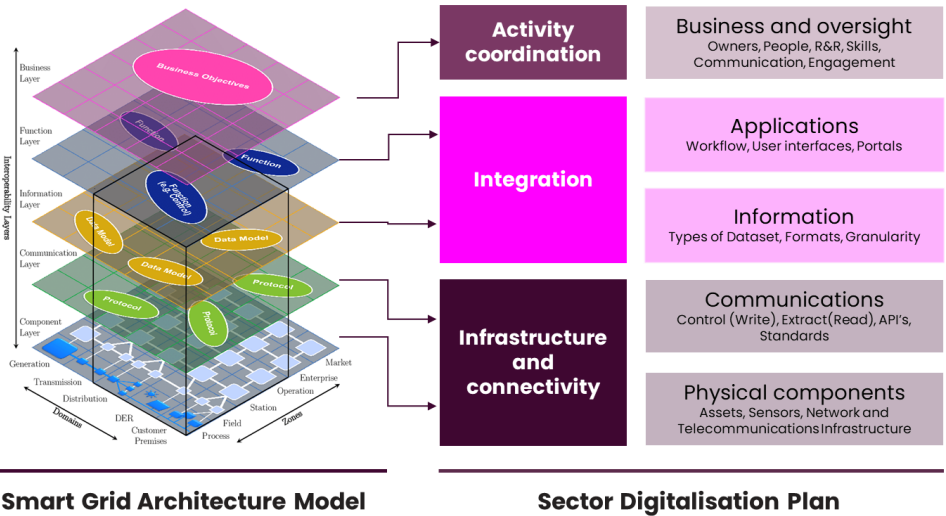 Business
Layer
Function
Layer
Information
Layer
Communication
Layer
Component
Layer
Interoperability Layers
Business Objectives
Function
Function
Function
(e.g. Control)
Data Model
Data Model
Data Model
Protocol
Protocol
Protocol
Generation
Transmission
Distribution
DER
Customer
Premises
Domains
Market
Enterprise
Operation
Station
Field
Process
Zones
Smart Grid Architecture Model
Activity
coordination
Business and oversight
Owners, People, R&R, Skills,
Communication, Engagement
Integration
Applications
Workflow, User interfaces, Portals
Information
Types of Dataset, Formats, Granularity
Infrastructure
and
connectivity
Communications
Control (Write), Extract(Read), API's,
Standards
Physical components
Assets, Sensors, Network and
Telecommunications Infrastructure
Sector Digitalisation Plan